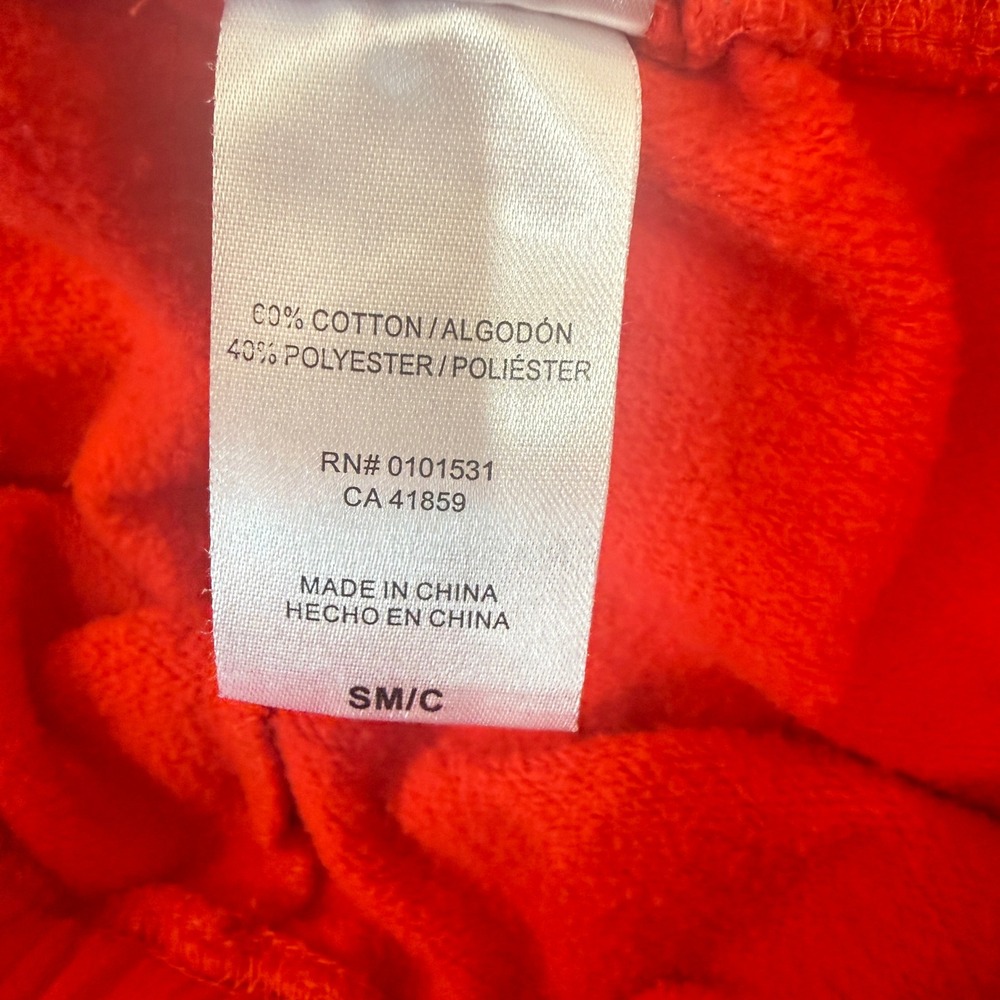 60% COTTON / ALGODÓN
40% POLYESTER / POLIÉSTER
RN# 0101531
CA 41859
MADE IN CHINA
HECHO EN CHINA
SM/C